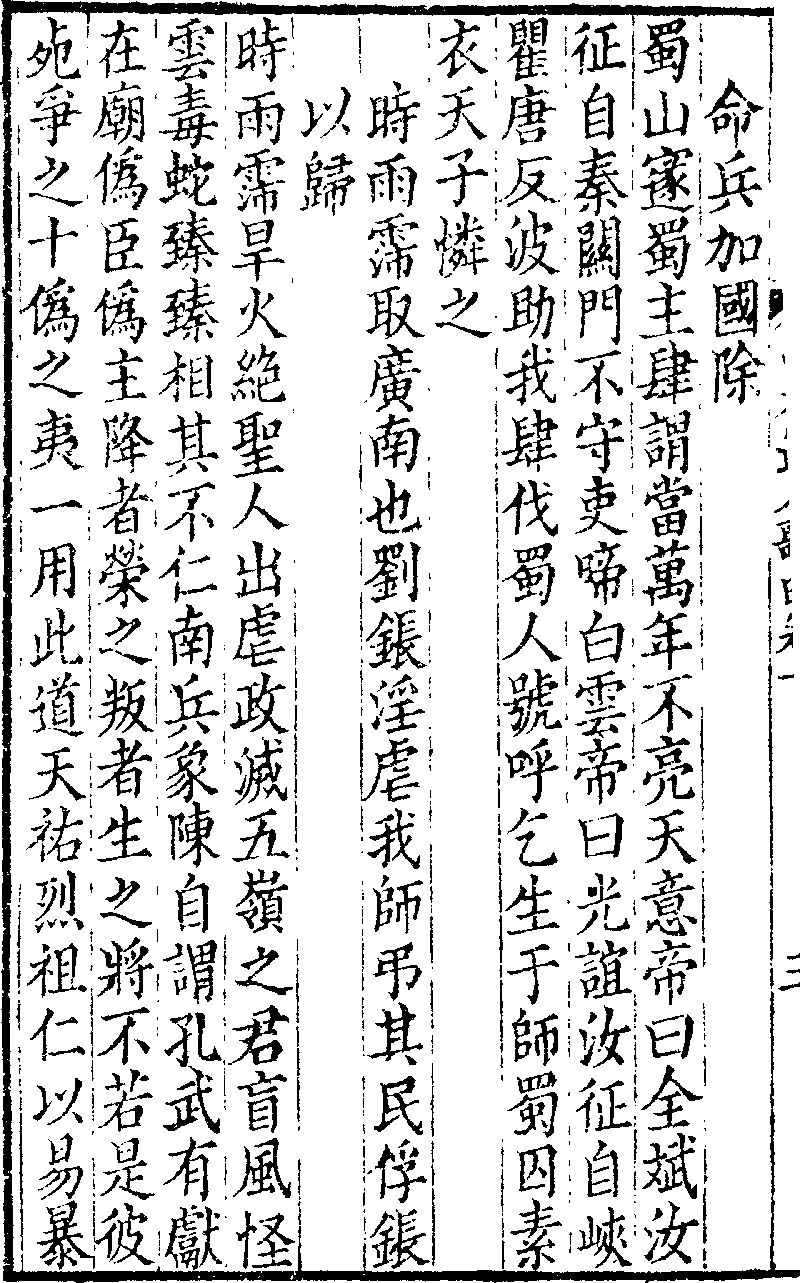 命兵加國除
蜀山邃蜀主肆謂當萬年不亮天意帝曰全斌汝
征自秦關門不守吏啼白雲帝曰光誼汝征自峽
瞿唐反波助我肆伐蜀人號呼乞生于師蜀囚素
衣天子憐之
時雨霈取廣南也劉鋹淫虐我師弔其民俘鋹
以歸
時雨霈旱火絶聖人出虐政滅五嶺之君盲風怪
雲毒蛇臻臻相其不仁南兵象陳自謂孔武有獻
在廟僞臣僞主降者榮之叛者生之將不若是彼
宛爭之十僞之夷一用此道天祐烈祖仁以易暴